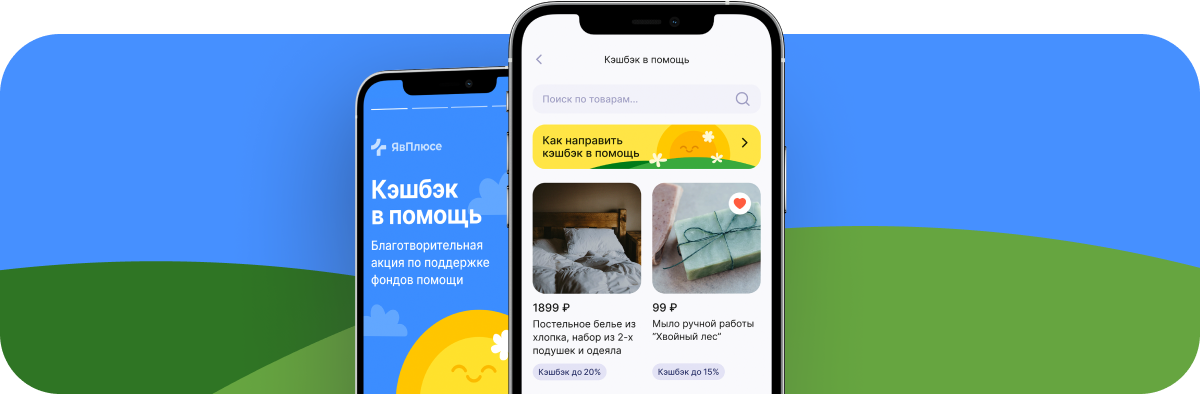 ЯвПлюсе
Кэшбэк
в помощь
Благотворительная
акция по поддержке
фондов помощи
Кэшбэк в помощь
Поиск по товарам...
Как направить
кэшбэк в помощь
1899 ₽
Постельное белье из
хлопка, набор из 2-х
подушек и одеяла
Кэшбэк до 20%
99 ₽
Мыло ручной работы
“Хвойный лес”
Кэшбэк до 15%